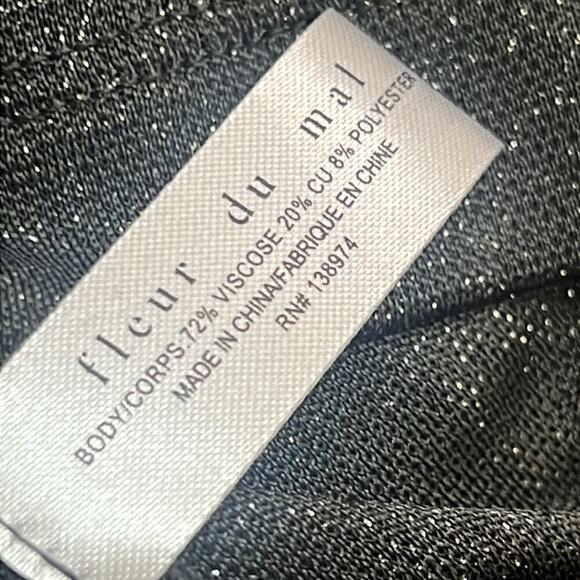 fleur du mal
BODY/CORPS:72% VISCOSE 20% CU 8% POLYESTER
MADE IN CHINA/FABRIQUE EN CHINE
RN# 138974